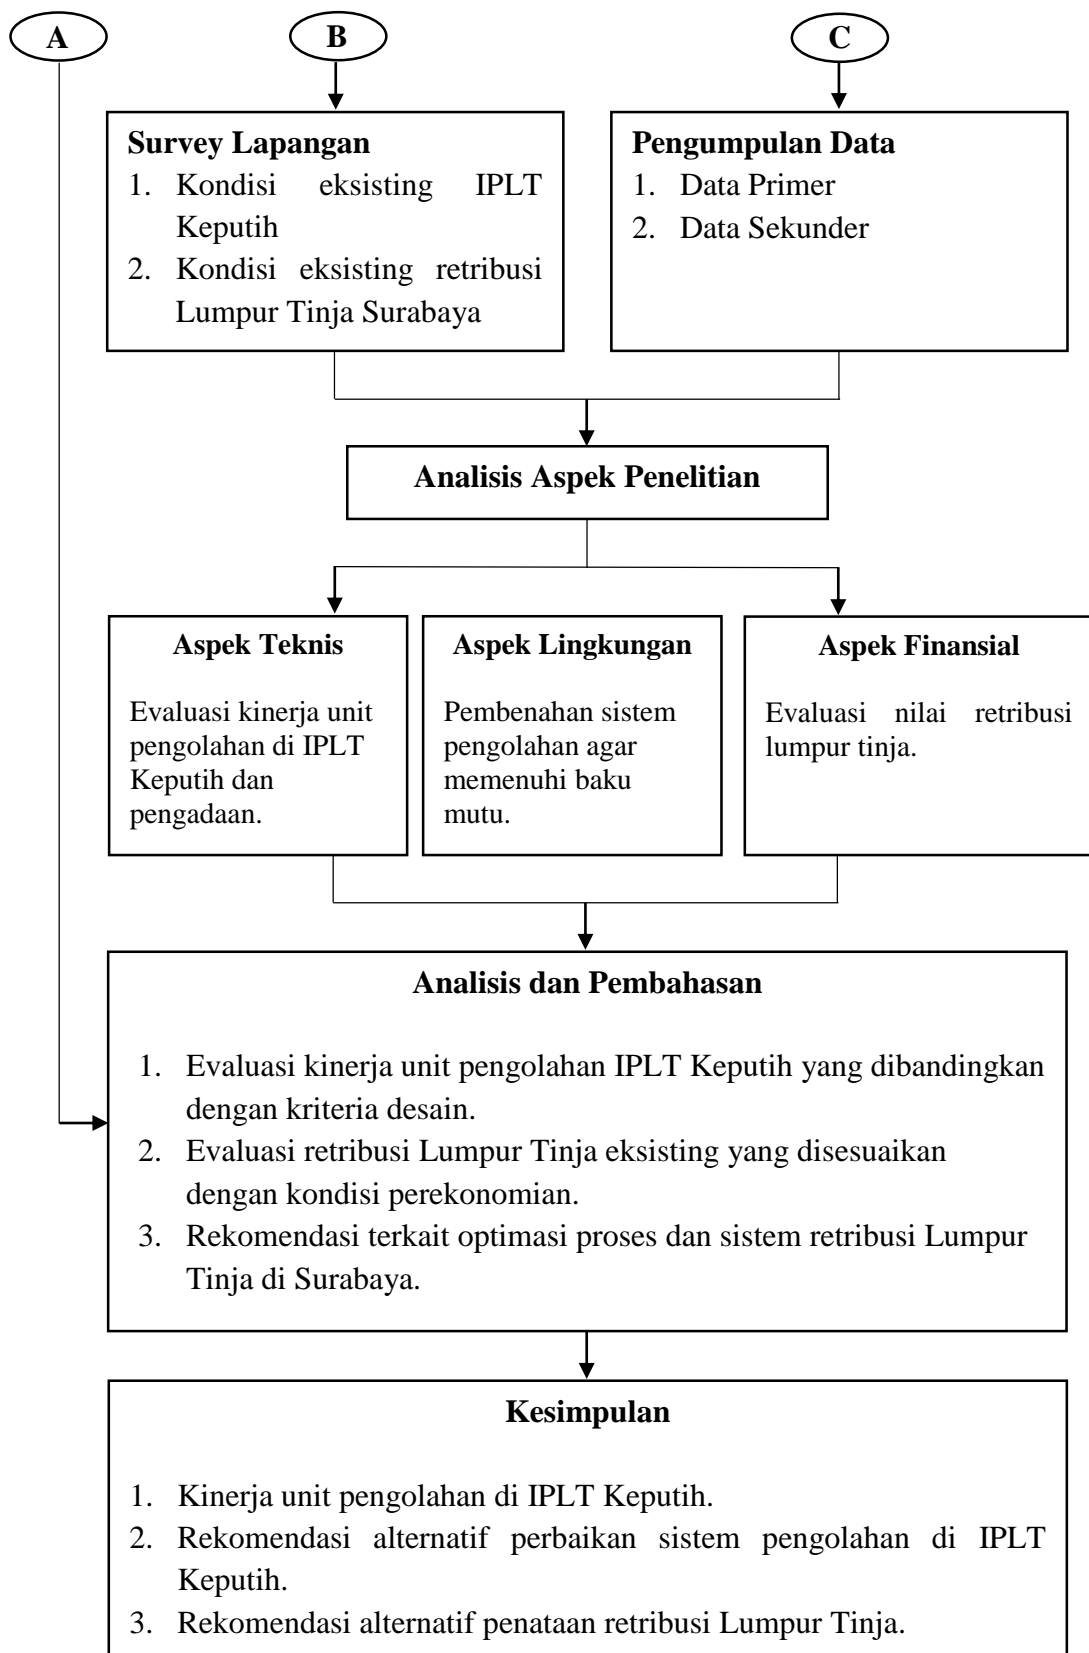 A
B
C
Survey Lapangan
1. Kondisi eksisting IPLT
Keputih
2. Kondisi eksisting retribusi
Lumpur Tinja Surabaya
Pengumpulan Data
1. Data Primer
2. Data Sekunder
Analisis Aspek Penelitian
Aspek Teknis
Evaluasi kinerja unit
pengolahan di IPLT
Keputih dan
pengadaan.
Aspek Lingkungan
Pembenahan sistem
pengolahan agar
memenuhi baku
mutu.
Aspek Finansial
Evaluasi nilai retribusi
lumpur tinja.
Analisis dan Pembahasan
1. Evaluasi kinerja unit pengolahan IPLT Keputih yang dibandingkan
dengan kriteria desain.
2. Evaluasi retribusi Lumpur Tinja eksisting yang disesuaikan
dengan kondisi perekonomian.
3. Rekomendasi terkait optimasi proses dan sistem retribusi Lumpur
Tinja di Surabaya.
Kesimpulan
1. Kinerja unit pengolahan di IPLT Keputih.
2. Rekomendasi alternatif perbaikan sistem pengolahan di IPLT
Keputih.
3. Rekomendasi alternatif penataan retribusi Lumpur Tinja.